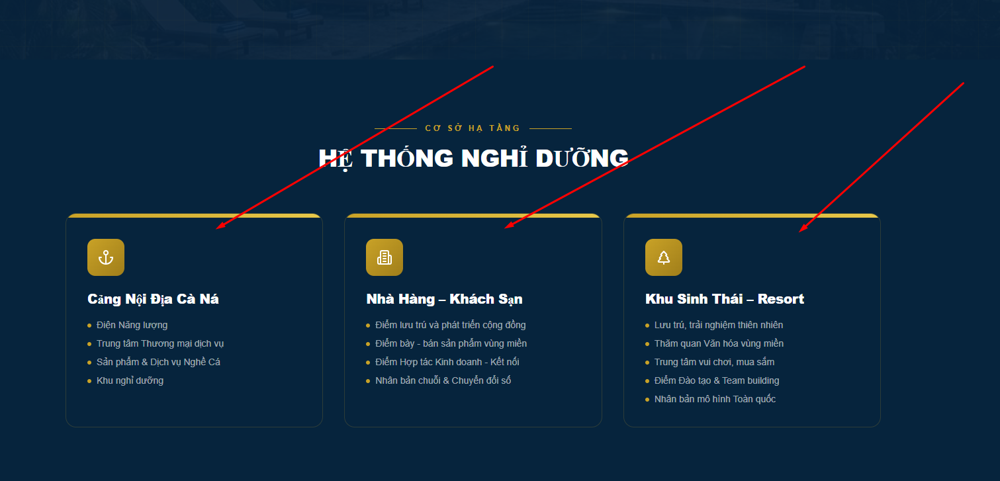 CƠ SỞ HẠ TẦNG
HỆ THỐNG NGHỈ DƯỠNG
Cảng Nội Địa Cà Ná
Điện Năng lượng
Trung tâm Thương mại dịch vụ
Sản phẩm & Dịch vụ Nghề Cá
Khu nghỉ dưỡng
Nhà Hàng – Khách Sạn
Điểm lưu trú và phát triển cộng đồng
Điểm bày - bán sản phẩm vùng miền
Điểm Hợp tác Kinh doanh - Kết nối
Nhân bản chuỗi & Chuyển đổi số
Khu Sinh Thái – Resort
Lưu trú, trải nghiệm thiên nhiên
Thăm quan Văn hóa vùng miền
Trung tâm vui chơi, mua sắm
Điểm Đào tạo & Team building
Nhân bản mô hình Toàn quốc